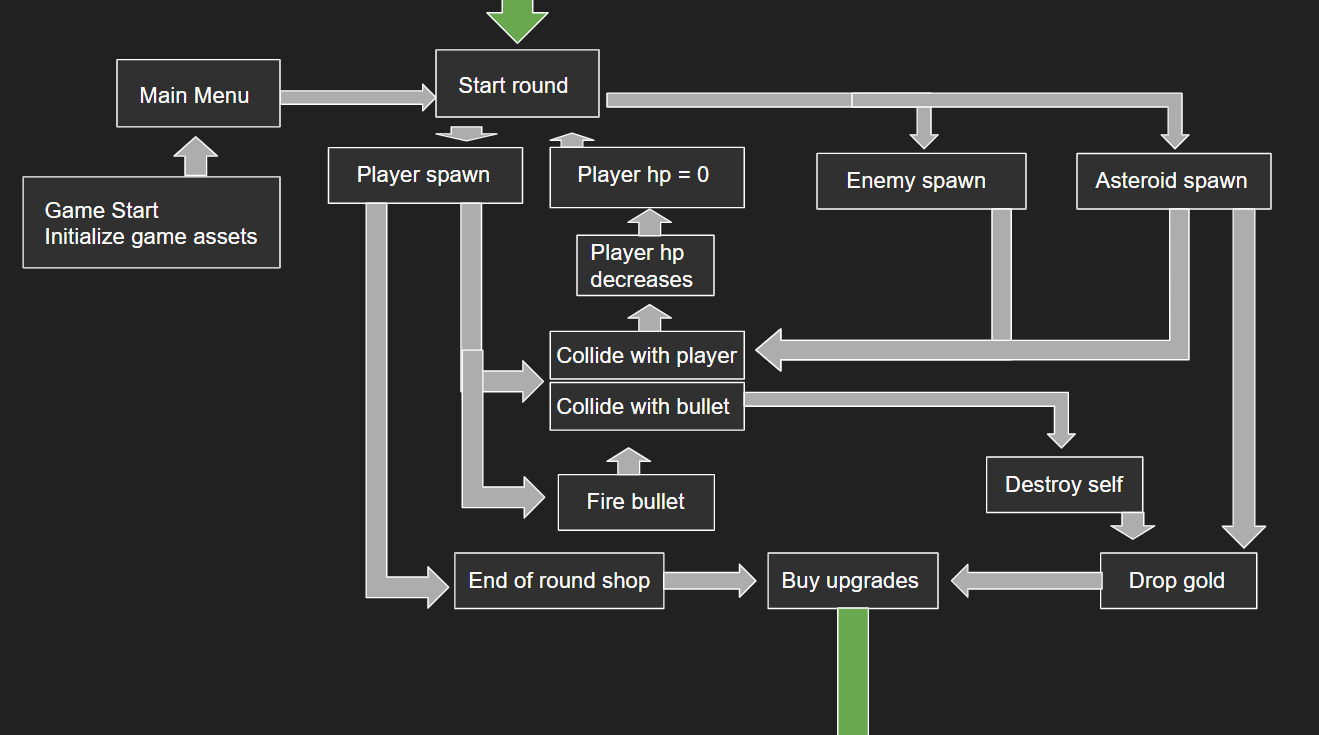 Main Menu
Start round
Game Start
Initialize game assets
Player spawn
Player hp = 0
Enemy spawn
Asteroid spawn
Player hp
decreases
Collide with player
Collide with bullet
Fire bullet
Destroy self
End of round shop
Buy upgrades
Drop gold